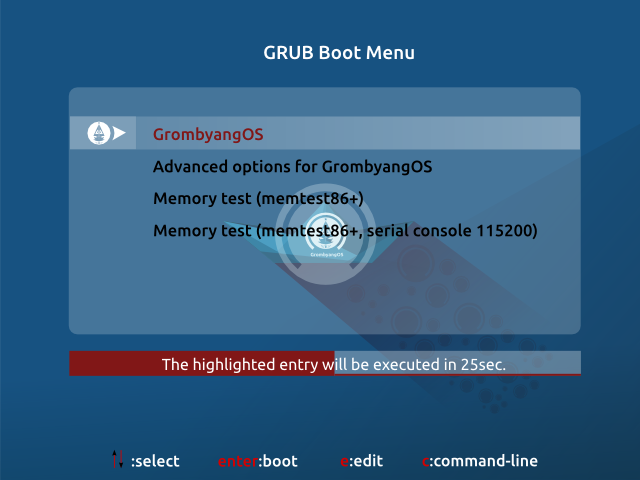 GRUB Boot Menu
GrombyangOS
Advanced options for GrombyangOS
Memory test (memtest86+)
Memory test (memtest86+, serial console 115200)
GrombyangOS
The highlighted entry will be executed in 25sec.
:select enter:boot e:edit c:command-line